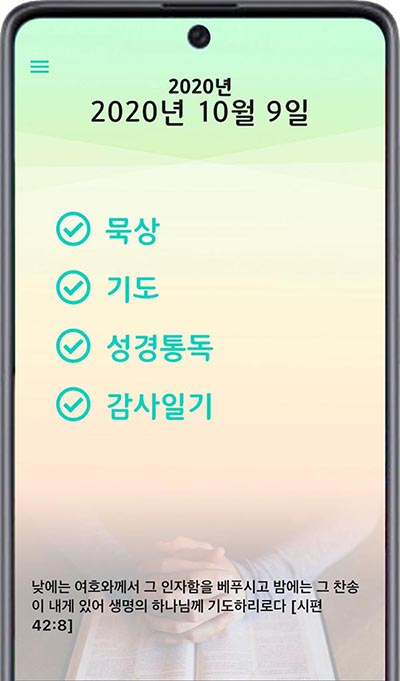 2020년
2020년 10월 9일
묵상
기도
성경통독
감사일기
낮에는 여호와께서 그 인자함을 베푸시고 밤에는 그 찬송
이 내게 있어 생명의 하나님께 기도하리로다 [시편
42:8]